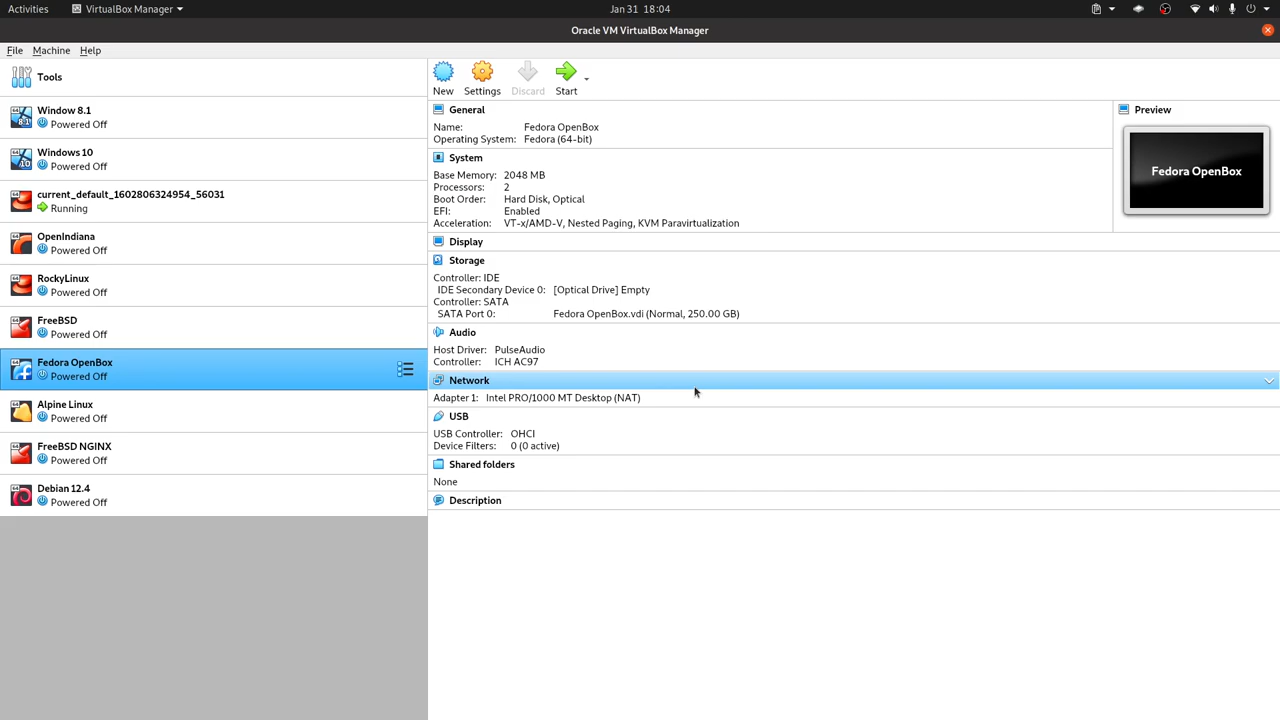 Activities VirtualBox Manager Jan 31 18:04
Oracle VM VirtualBox Manager
File Machine Help
Tools
Window 8.1
Powered Off
Windows 10
Powered Off
current_default_1602806324954_56031
Running
OpenIndiana
Powered Off
RockyLinux
Powered Off
FreeBSD
Powered Off
Fedora OpenBox
Powered Off
Alpine Linux
Powered Off
FreeBSD NGINX
Powered Off
Debian 12.4
Powered Off
New Settings Discard Start
General
Name: Fedora OpenBox
Operating System: Fedora (64-bit)
System
Base Memory: 2048 MB
Processors: 2
Boot Order: Hard Disk, Optical
EFI: Enabled
Acceleration: VT-x/AMD-V, Nested Paging, KVM Paravirtualization
Display
Storage
Controller: IDE
IDE Secondary Device 0: [Optical Drive] Empty
Controller: SATA
SATA Port 0: Fedora OpenBox.vdi (Normal, 250.00 GB)
Audio
Host Driver: PulseAudio
Controller: ICH AC97
Network
Adapter 1: Intel PRO/1000 MT Desktop (NAT)
USB
USB Controller: OHCI
Device Filters: 0 (0 active)
Shared folders
None
Description
Preview
Fedora OpenBox